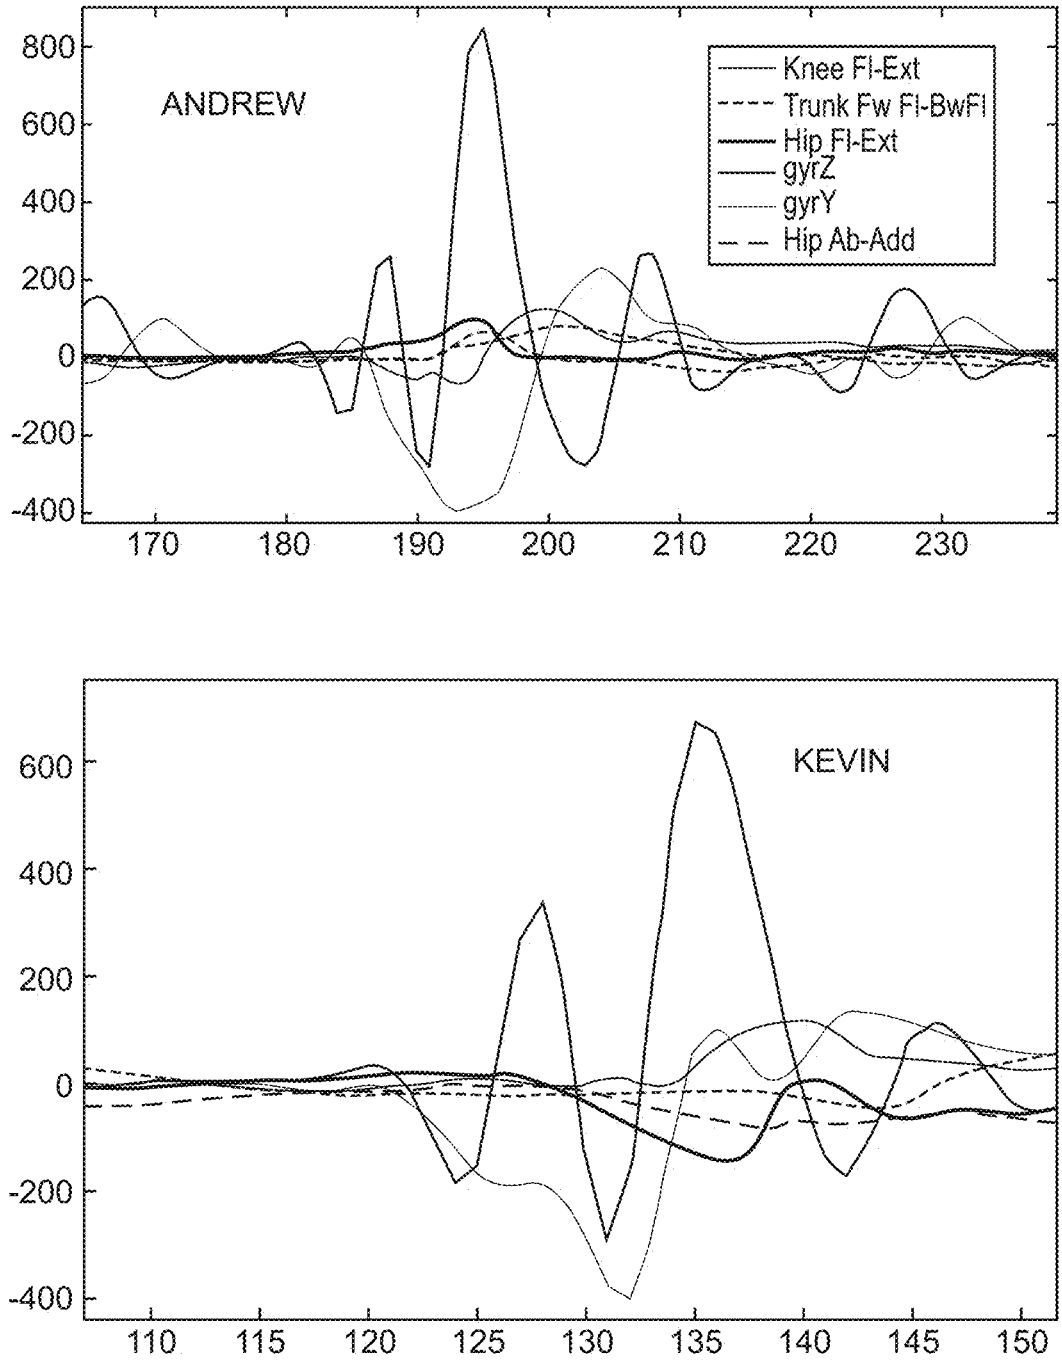 800
ANDREW
600
400
200
0
-200
-400
170 180 190 200 210 220 230
Knee Fl-Ext
Trunk Fw Fl-BwFl
Hip Fl-Ext
gyrZ
gyrY
Hip Ab-Add
KEVIN
600
400
200
0
-200
-400
110 115 120 125 130 135 140 145 150